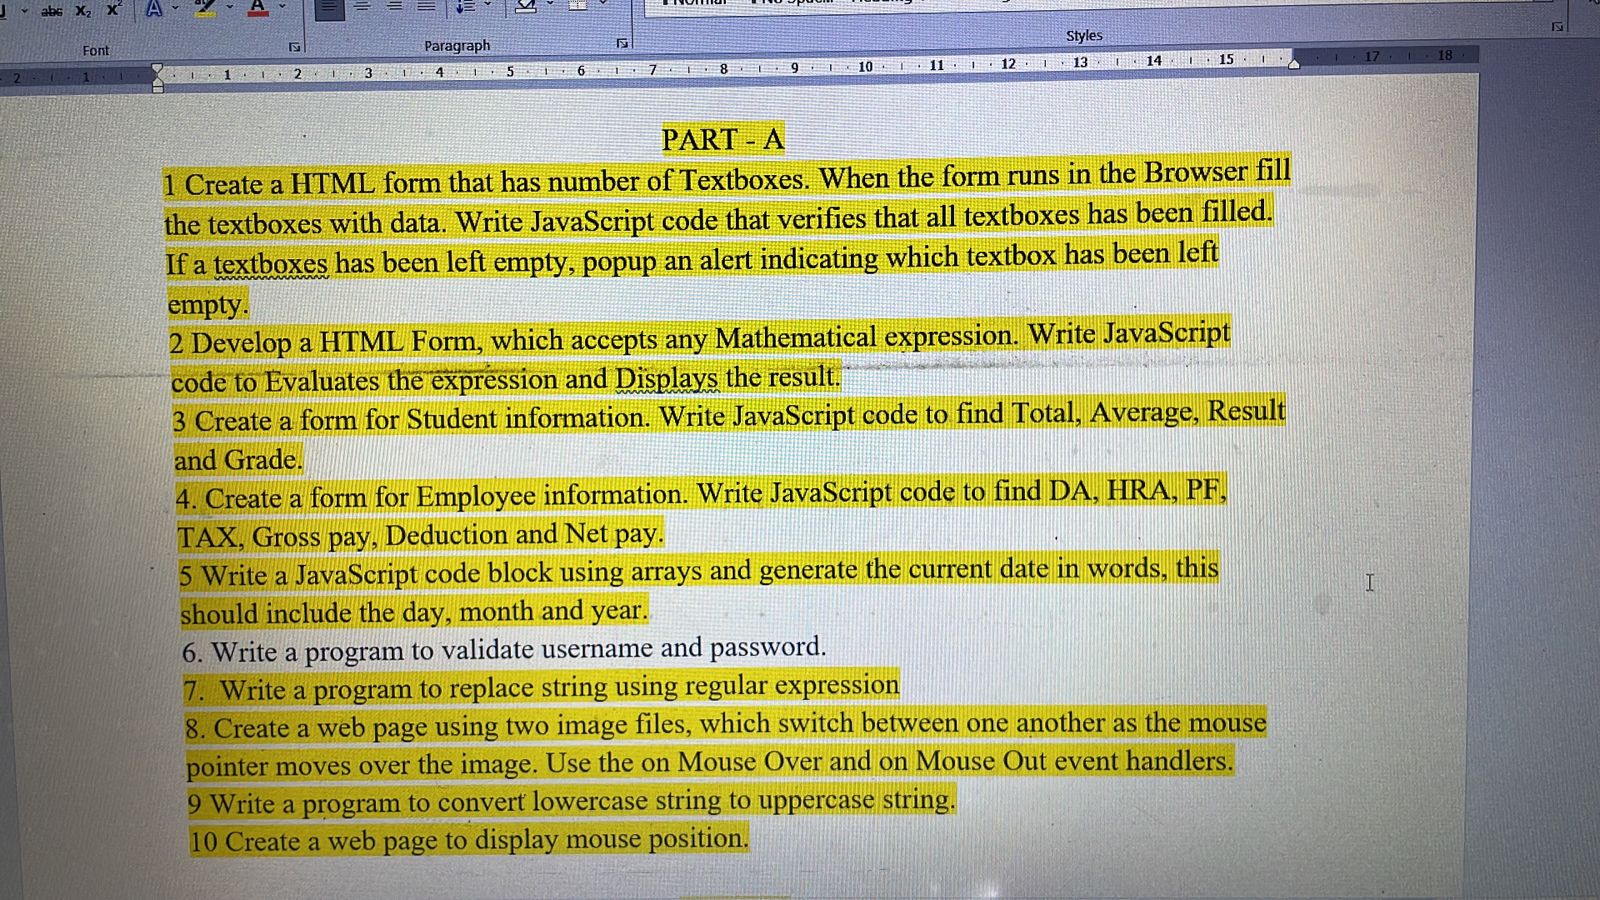 abc X₂ X²
A
A
Font
Paragraph
Styles
2 1 1 2 3 4 5 6 7 8 9 10 11 12 13 14 15 17 18
PART - A
1 Create a HTML form that has number of Textboxes. When the form runs in the Browser fill
the textboxes with data. Write JavaScript code that verifies that all textboxes has been filled.
If a textboxes has been left empty, popup an alert indicating which textbox has been left
empty.
2 Develop a HTML Form, which accepts any Mathematical expression. Write JavaScript
code to Evaluates the expression and Displays the result.
3 Create a form for Student information. Write JavaScript code to find Total, Average, Result
and Grade.
4. Create a form for Employee information. Write JavaScript code to find DA, HRA, PF,
TAX, Gross pay, Deduction and Net pay.
5 Write a JavaScript code block using arrays and generate the current date in words, this
should include the day, month and year.
6. Write a program to validate username and password.
7. Write a program to replace string using regular expression
8. Create a web page using two image files, which switch between one another as the mouse
pointer moves over the image. Use the on Mouse Over and on Mouse Out event handlers.
9 Write a program to convert lowercase string to uppercase string.
10 Create a web page to display mouse position.